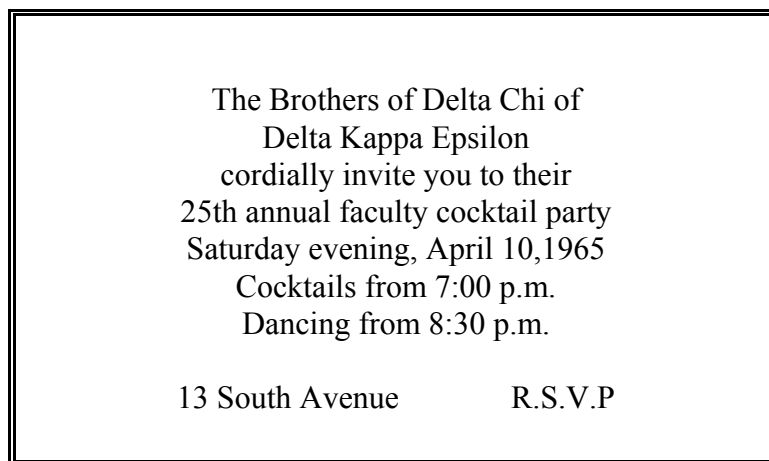 The Brothers of Delta Chi of
Delta Kappa Epsilon
cordially invite you to their
25th annual faculty cocktail party
Saturday evening, April 10,1965
Cocktails from 7:00 p.m.
Dancing from 8:30 p.m.
13 South Avenue R.S.V.P